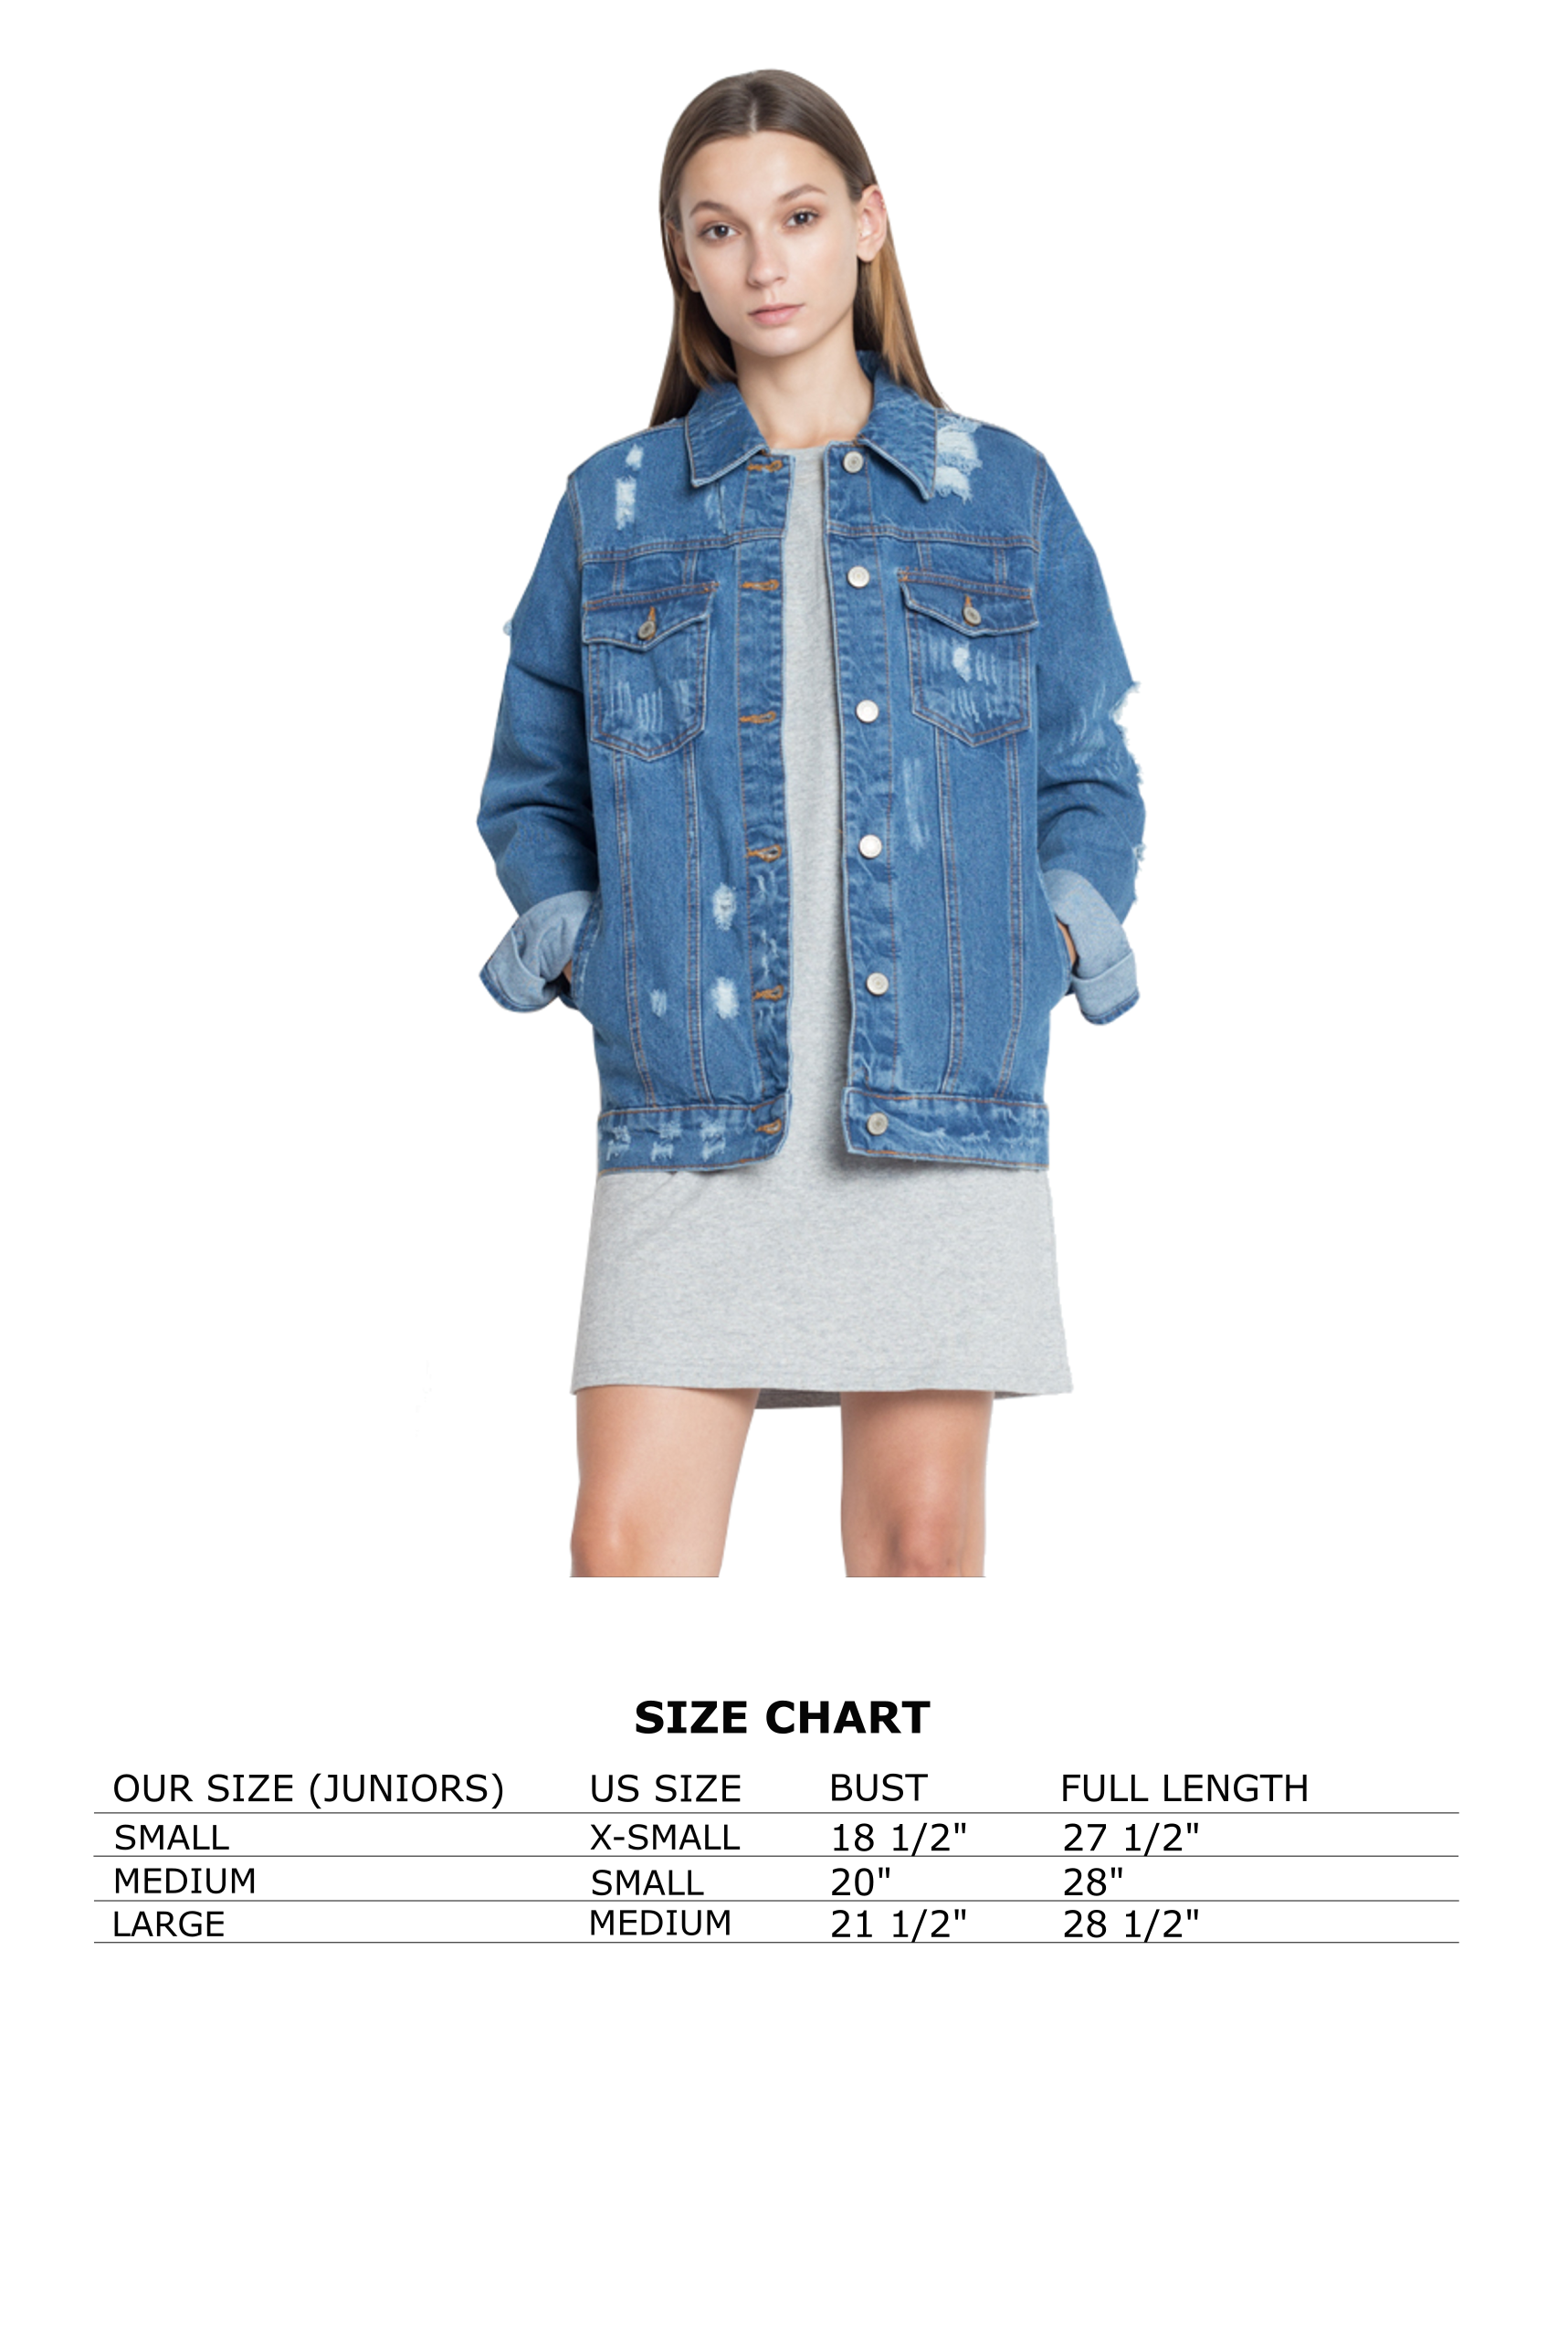 SIZE CHART
OUR SIZE (JUNIORS) US SIZE BUST FULL LENGTH
SMALL X-SMALL 18 1/2" 27 1/2"
MEDIUM SMALL 20" 28"
LARGE MEDIUM 21 1/2" 28 1/2"